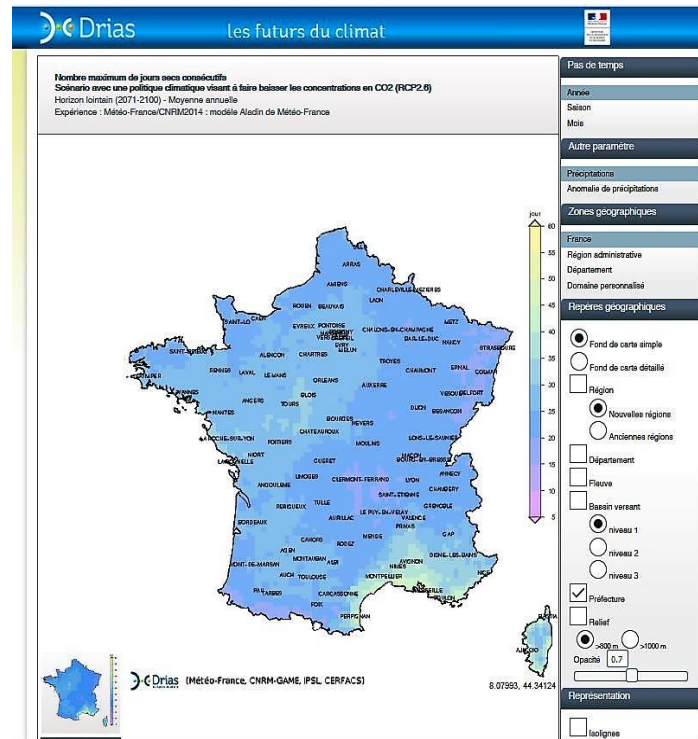 Drias
les futurs du climat
Nombre maximum de jours secs consécutifs
Scénario avec une politique climatique visant à faire baisser les concentrations en CO2 (RCP2.6)
Horizon lointain (2071-2100) - Moyenne annuelle
Expérience : Météo-France/CNRM2014 : modèle Aladin de Météo-France
Pas de temps
Année
Saison
Mois
Autre paramètre
Précipitations
Anomalie de précipitations
Zones géographiques
France
Région administrative
Département
Domaine personnalisé
Repères géographiques
Fond de carte simple
Fond de carte détaillé
Région
Nouvelles régions
Anciennes régions
Département
Fleuve
Bassin versant
niveau 1
niveau 2
niveau 3
Préfecture
Relief
>800 m
>1000 m
Opacité 0.7
Représentation
Isolignes
jour
60
55
50
45
40
35
30
25
20
15
10
5
ARRAS
AMIENS
CHARLEVILLE-MEZIERES
LAON
ROUEN BEAUVAIS
SAINT-LO CAEN
EVREUX PONTOISE
CHALONS-EN-CHAMPAGNE
METZ
BAR-LE-DUC NANCY
STRASBOURG
EVRY
MELUN
SAINT-BRIEUC
ALENCON CHARTRES
TROYES
QUIMPER
RENNES LAVAL LE MANS
CHAUMONT EPINAL COLMAR
ORLEANS
AUXERRE
VANNES
BLOIS
VESOUL BELFORT
ANGERS TOURS
DIJON BESANCON
NANTES
BOURGES NEVERS
CHATEAUROUX
LA ROCHE-SUR-YON
POITIERS
MOULINS
LONS-LE-SAUNIER
NIORT
MACON
LA ROCHELLE
GUERET
BOURG-EN-BRESSE
ANNECY
LIMOGES CLERMONT-FERRAND LYON
ANGOULEME
CHAMBERY
SAINT-ETIENNE
PERIGUEUX TULLE
GRENOBLE
LE PUY-EN-VELAY
AURILLAC VALENCE
BORDEAUX
PRIVAS
MENDE GAP
CAHORS RODEZ
AGEN
DIGNE-LES-BAINS
MONTAUBAN ALBI
AVIGNON
MONT-DE-MARSAN
NIMES
NICE
AUCH TOULOUSE
MONTPELLIER
MARSEILLE
PAU TARBES
CARCASSONNE
TOULON
FOIX
PERPIGNAN
BASTIA
AJACCIO
Drias (Météo-France, CNRM-GAME, IPSL, CERFACS)
8.07993, 44.34124